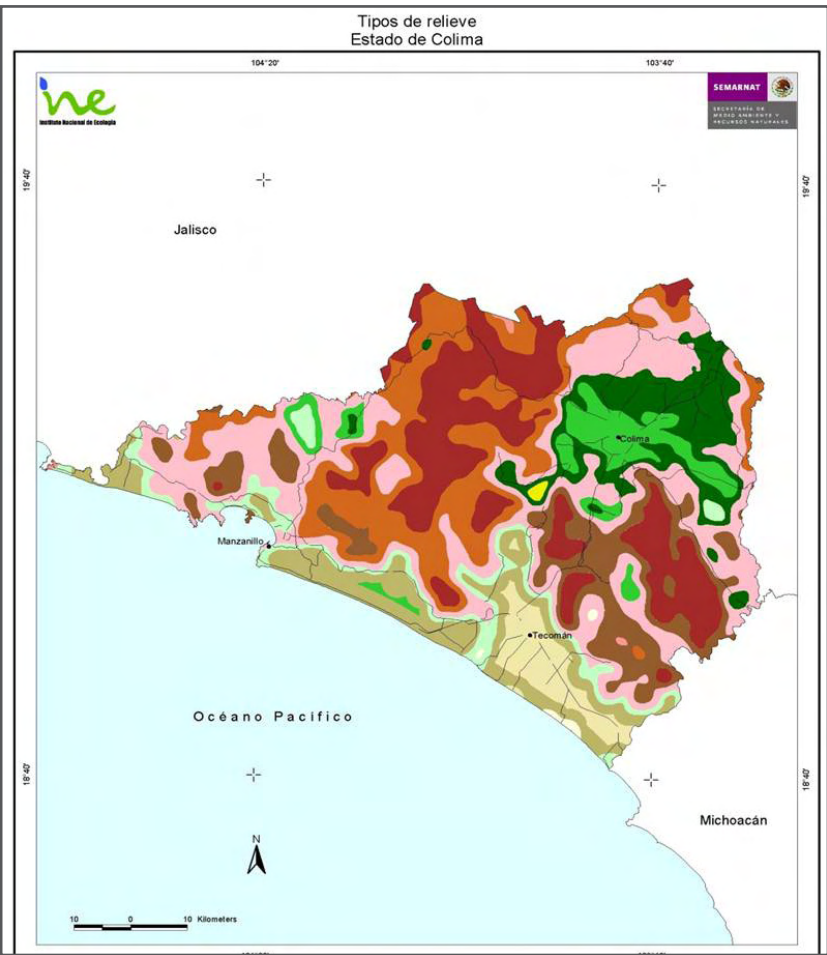 Tipos de relieve
Estado de Colima
104°20'
103°40'
ine
Instituto Nacional de Ecología
SEMARNAT
SECRETARÍA DE
MEDIO AMBIENTE Y
RECURSOS NATURALES
19°40'
19°40'
Jalisco
Colima
Manzanillo
Tecomán
Océano Pacífico
18°40'
18°40'
Michoacán
N
10 0 10 Kilometers